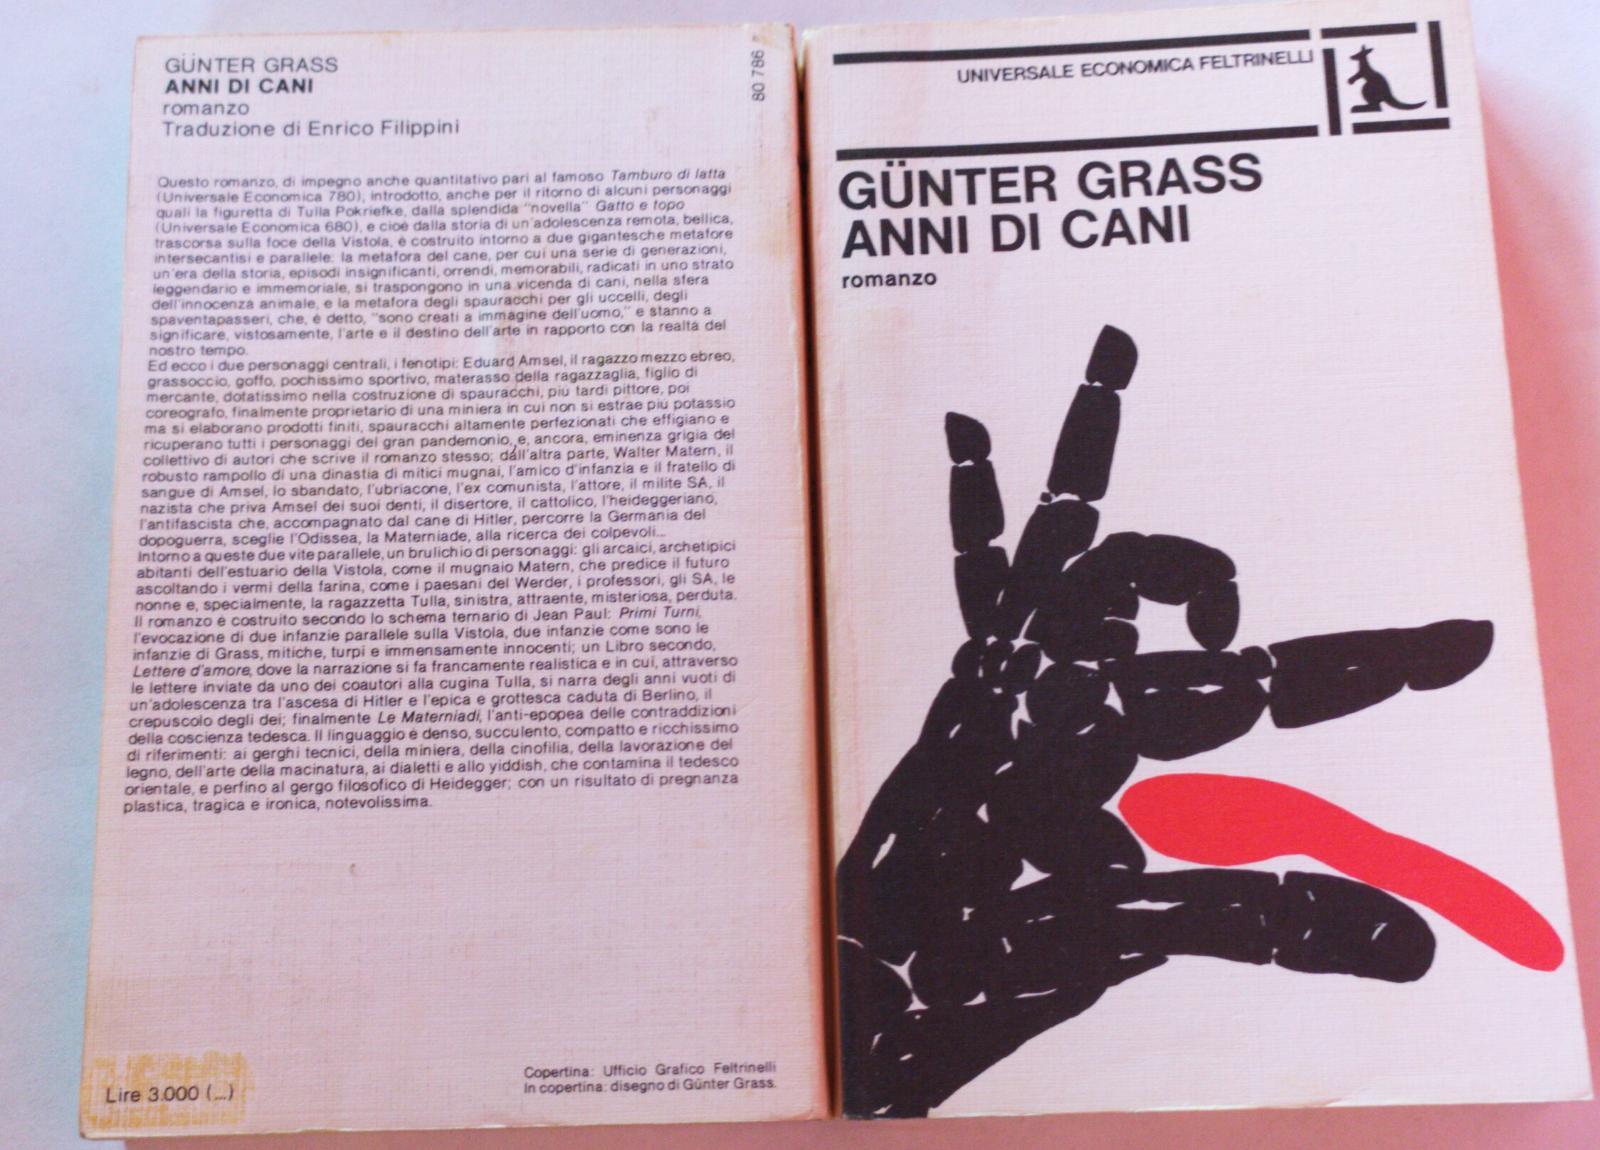 GÜNTER GRASS
ANNI DI CANI
romanzo
Traduzione di Enrico Filippini
80 786
Questo romanzo, di impegno anche quantitativo pari al famoso Tamburo di latta
(Universale Economica 780), introdotto, anche per il ritorno di alcuni personaggi
quali la figuretta di Tulla Pokriefke, dalla splendida "novella" Gatto e topo
(Universale Economica 680), e cioè dalla storia di un'adolescenza remota, bellica,
trascorsa sulla foce della Vistola, è costruito intorno a due gigantesche metafore
intersecantisi e parallele: la metafora del cane, per cui una serie di generazioni,
un'era della storia, episodi insignificanti, orrendi, memorabili, radicati in uno strato
leggendario e immemoriale, si traspongono in una vicenda di cani, nella sfera
dell'innocenza animale, e la metafora degli spauracchi per gli uccelli, degli
spaventapasseri, che, è detto, "sono creati a immagine dell'uomo," e stanno a
significare, vistosamente, l'arte e il destino dell'arte in rapporto con la realtà del
nostro tempo.
Ed ecco i due personaggi centrali, i fenotipi: Eduard Amsel, il ragazzo mezzo ebreo,
grassoccio, goffo, pochissimo sportivo, materasso della ragazzaglia, figlio di
mercante, dotatissimo nella costruzione di spauracchi, più tardi pittore, poi
coreografo, finalmente proprietario di una miniera in cui non si estrae più potassio
ma si elaborano prodotti finiti, spauracchi altamente perfezionati che effigiano e
ricuperano tutti i personaggi del gran pandemonio, e, ancora, eminenza grigia del
collettivo di autori che scrive il romanzo stesso; dall'altra parte, Walter Matern, il
robusto rampollo di una dinastia di mitici mugnai, l'amico d'infanzia e il fratello di
sangue di Amsel, lo sbandato, l'ubriacone, l'ex comunista, l'attore, il milite SA, il
nazista che priva Amsel dei suoi denti, il disertore, il cattolico, l'heideggeriano,
l'antifascista che, accompagnato dal cane di Hitler, percorre la Germania del
dopoguerra, sceglie l'Odissea, la Materniade, alla ricerca dei colpevoli...
Intorno a queste due vite parallele, un brulichio di personaggi: gli arcaici, archetipici
abitanti dell'estuario della Vistola, come il mugnaio Matern, che predice il futuro
ascoltando i vermi della farina, come i paesani del Werder, i professori, gli SA, le
nonne e, specialmente, la ragazzetta Tulla, sinistra, attraente, misteriosa, perduta.
Il romanzo è costruito secondo lo schema ternario di Jean Paul: Primi Turni,
l'evocazione di due infanzie parallele sulla Vistola, due infanzie come sono le
infanzie di Grass, mitiche, turpi e immensamente innocenti; un Libro secondo,
Lettere d'amore, dove la narrazione si fa francamente realistica e in cui, attraverso
le lettere inviate da uno dei coautori alla cugina Tulla, si narra degli anni vuoti di
un'adolescenza tra l'ascesa di Hitler e l'epica e grottesca caduta di Berlino, il
crepuscolo degli dei; finalmente Le Materniadi, l'anti-epopea delle contraddizioni
della coscienza tedesca. Il linguaggio è denso, succulento, compatto e ricchissimo
di riferimenti: ai gerghi tecnici, della miniera, della cinofilia, della lavorazione del
legno, dell'arte della macinatura, ai dialetti e allo yiddish, che contamina il tedesco
orientale, e perfino al gergo filosofico di Heidegger; con un risultato di pregnanza
plastica, tragica e ironica, notevolissima.
Lire 3.000 (...)
Copertina: Ufficio Grafico Feltrinelli
In copertina: disegno di Günter Grass.
UNIVERSALE ECONOMICA FELTRINELLI
GÜNTER GRASS
ANNI DI CANI
romanzo